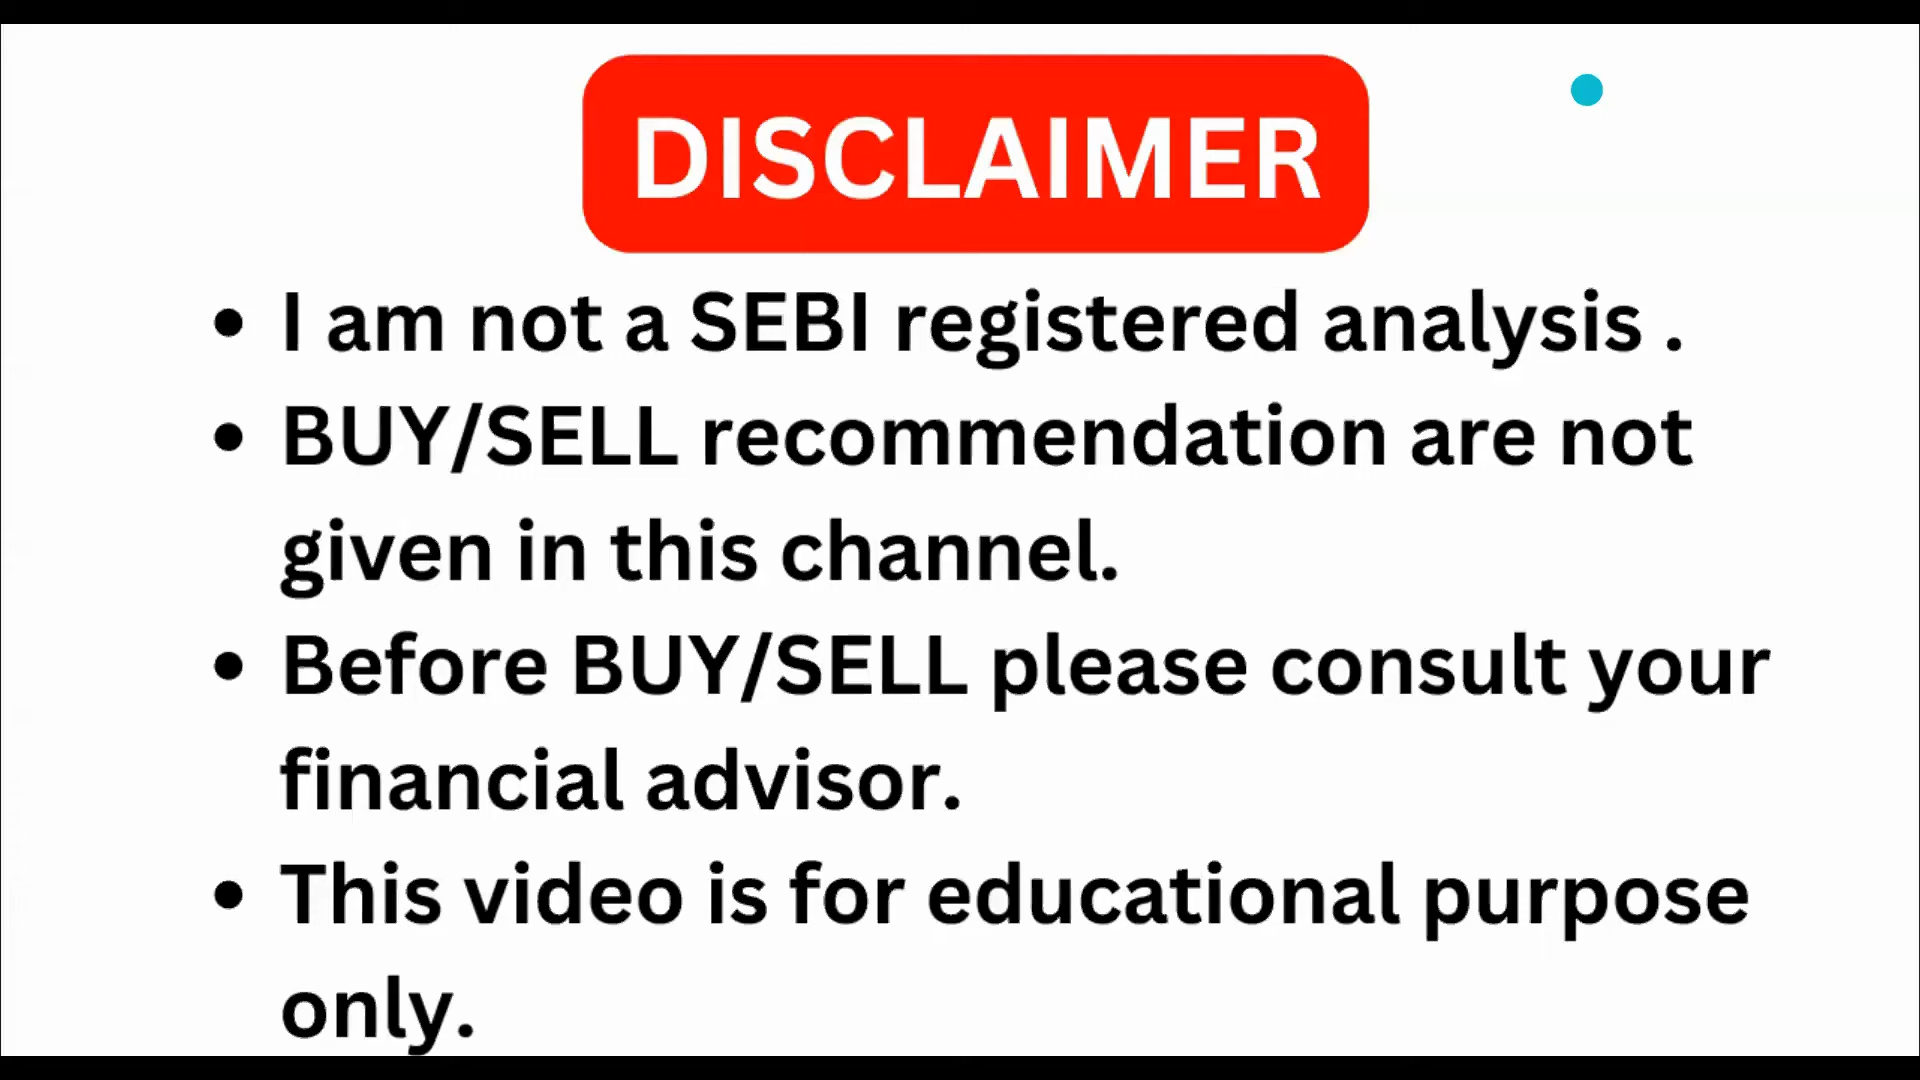 DISCLAIMER
• I am not a SEBI registered analysis .
• BUY/SELL recommendation are not
given in this channel.
• Before BUY/SELL please consult your
financial advisor.
• This video is for educational purpose
only.